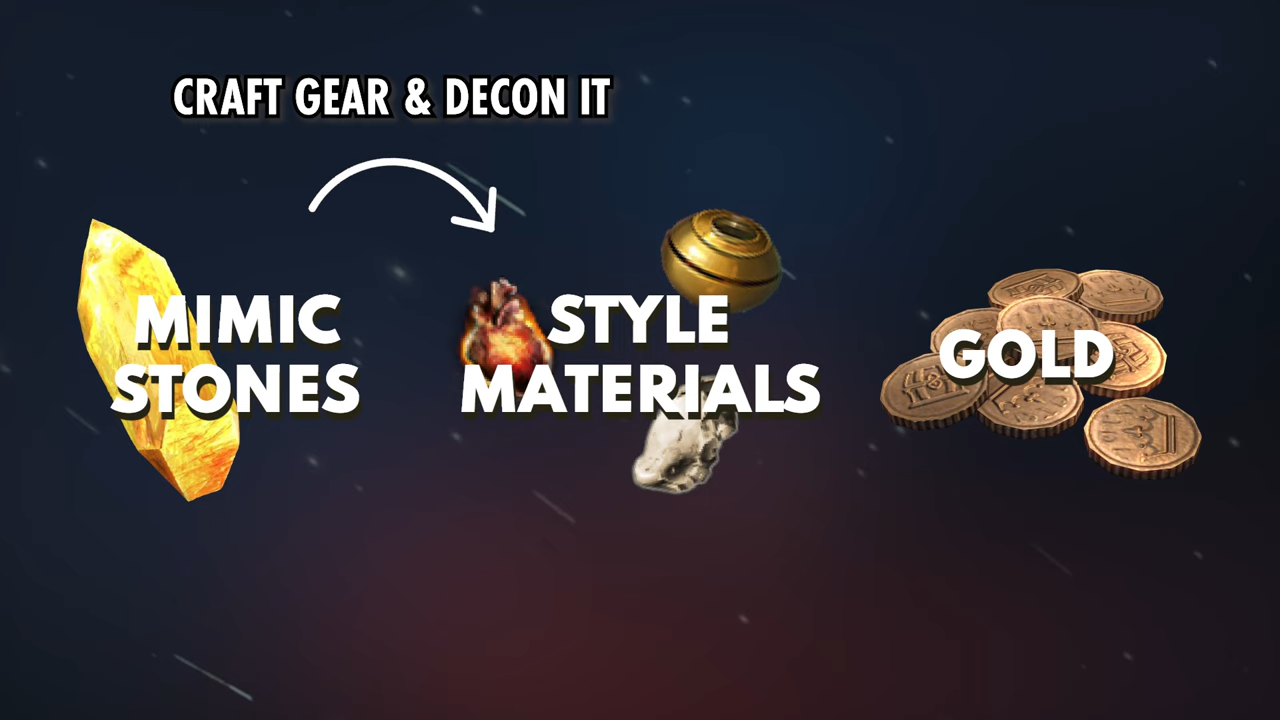 CRAFT GEAR & DECON IT
MIMIC
STONES
STYLE
MATERIALS
GOLD